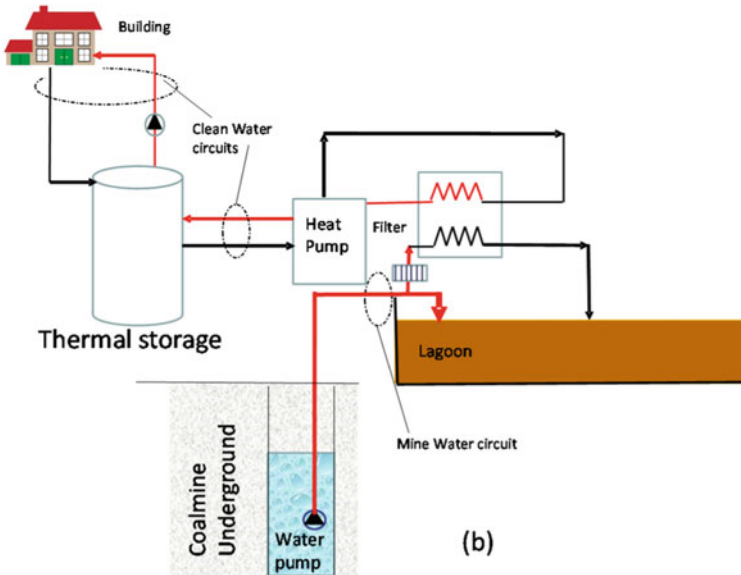 Building
Clean Water
circuits
Heat
Pump
Filter
Thermal storage
Lagoon
Mine Water circuit
Coalmine
Underground
Water
pump
(b)